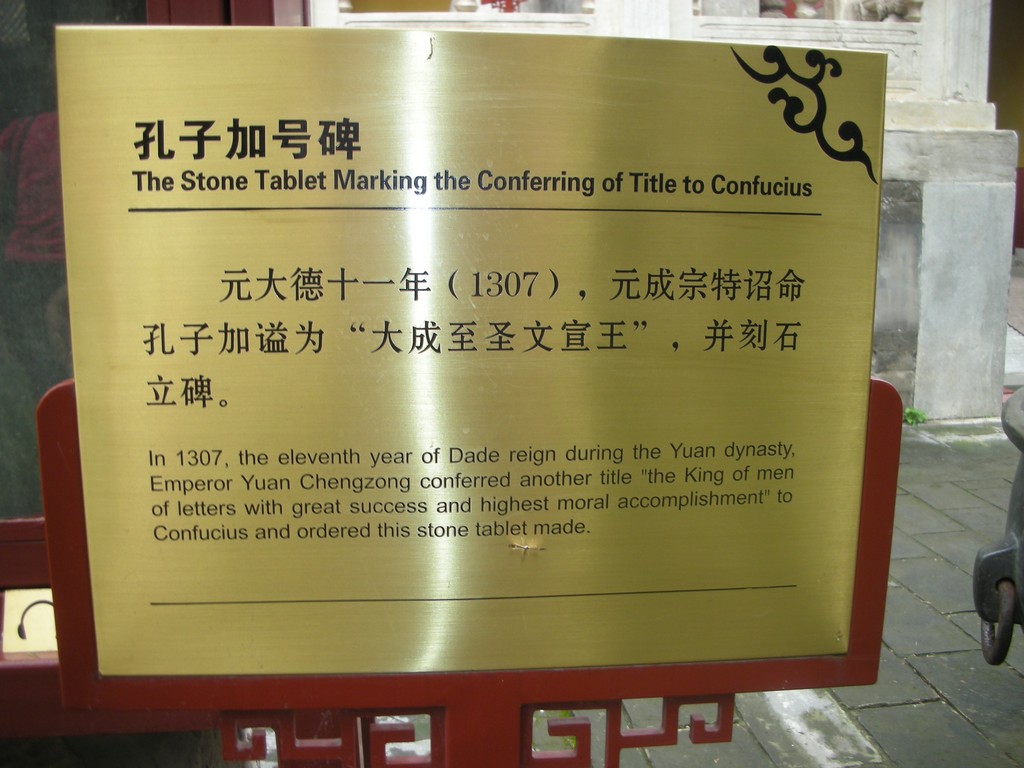 孔子加号碑
The Stone Tablet Marking the Conferring of Title to Confucius
元大德十一年（1307），元成宗特诏命
孔子加谥为“大成至圣文宣王”，并刻石
立碑。
In 1307, the eleventh year of Dade reign during the Yuan dynasty,
Emperor Yuan Chengzong conferred another title "the King of men
of letters with great success and highest moral accomplishment" to
Confucius and ordered this stone tablet made.